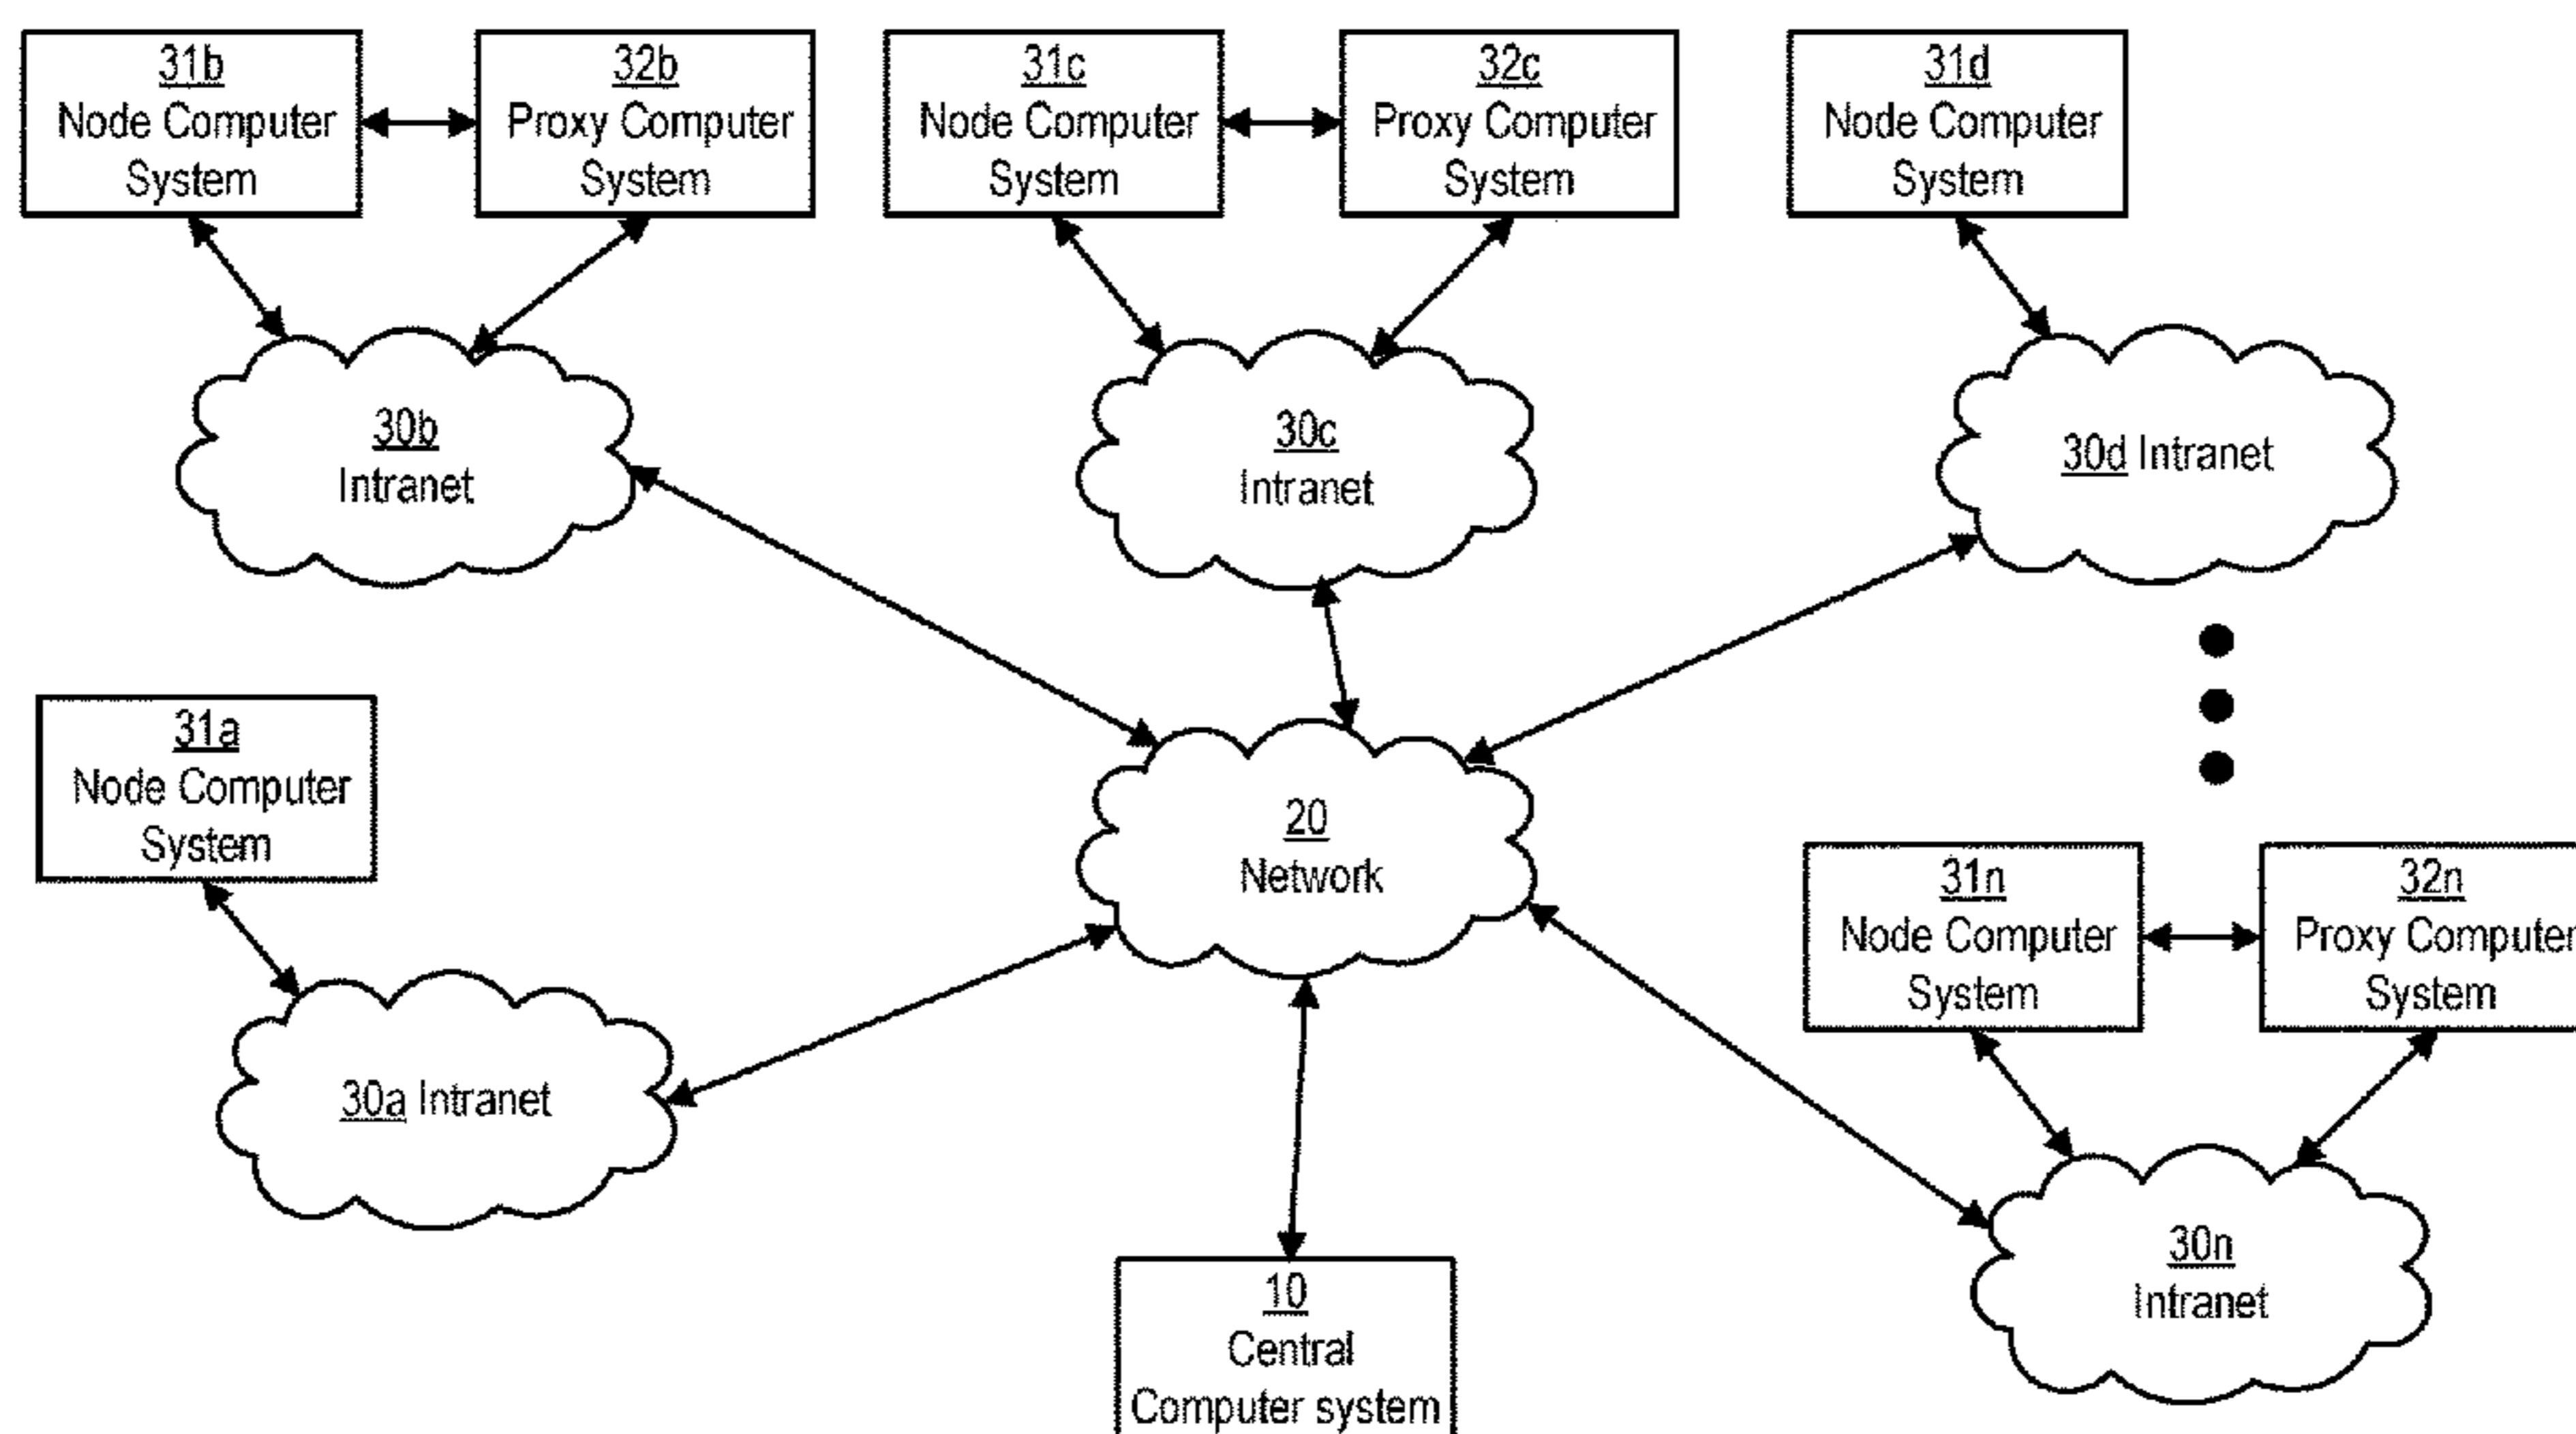 31b
Node Computer
System
32b
Proxy Computer
System
31c
Node Computer
System
32c
Proxy Computer
System
31d
Node Computer
System
30b
Intranet
30c
Intranet
30d Intranet
31a
Node Computer
System
20
Network
31n
Node Computer
System
32n
Proxy Computer
System
30a Intranet
30n
Intranet
10
Central
Computer system